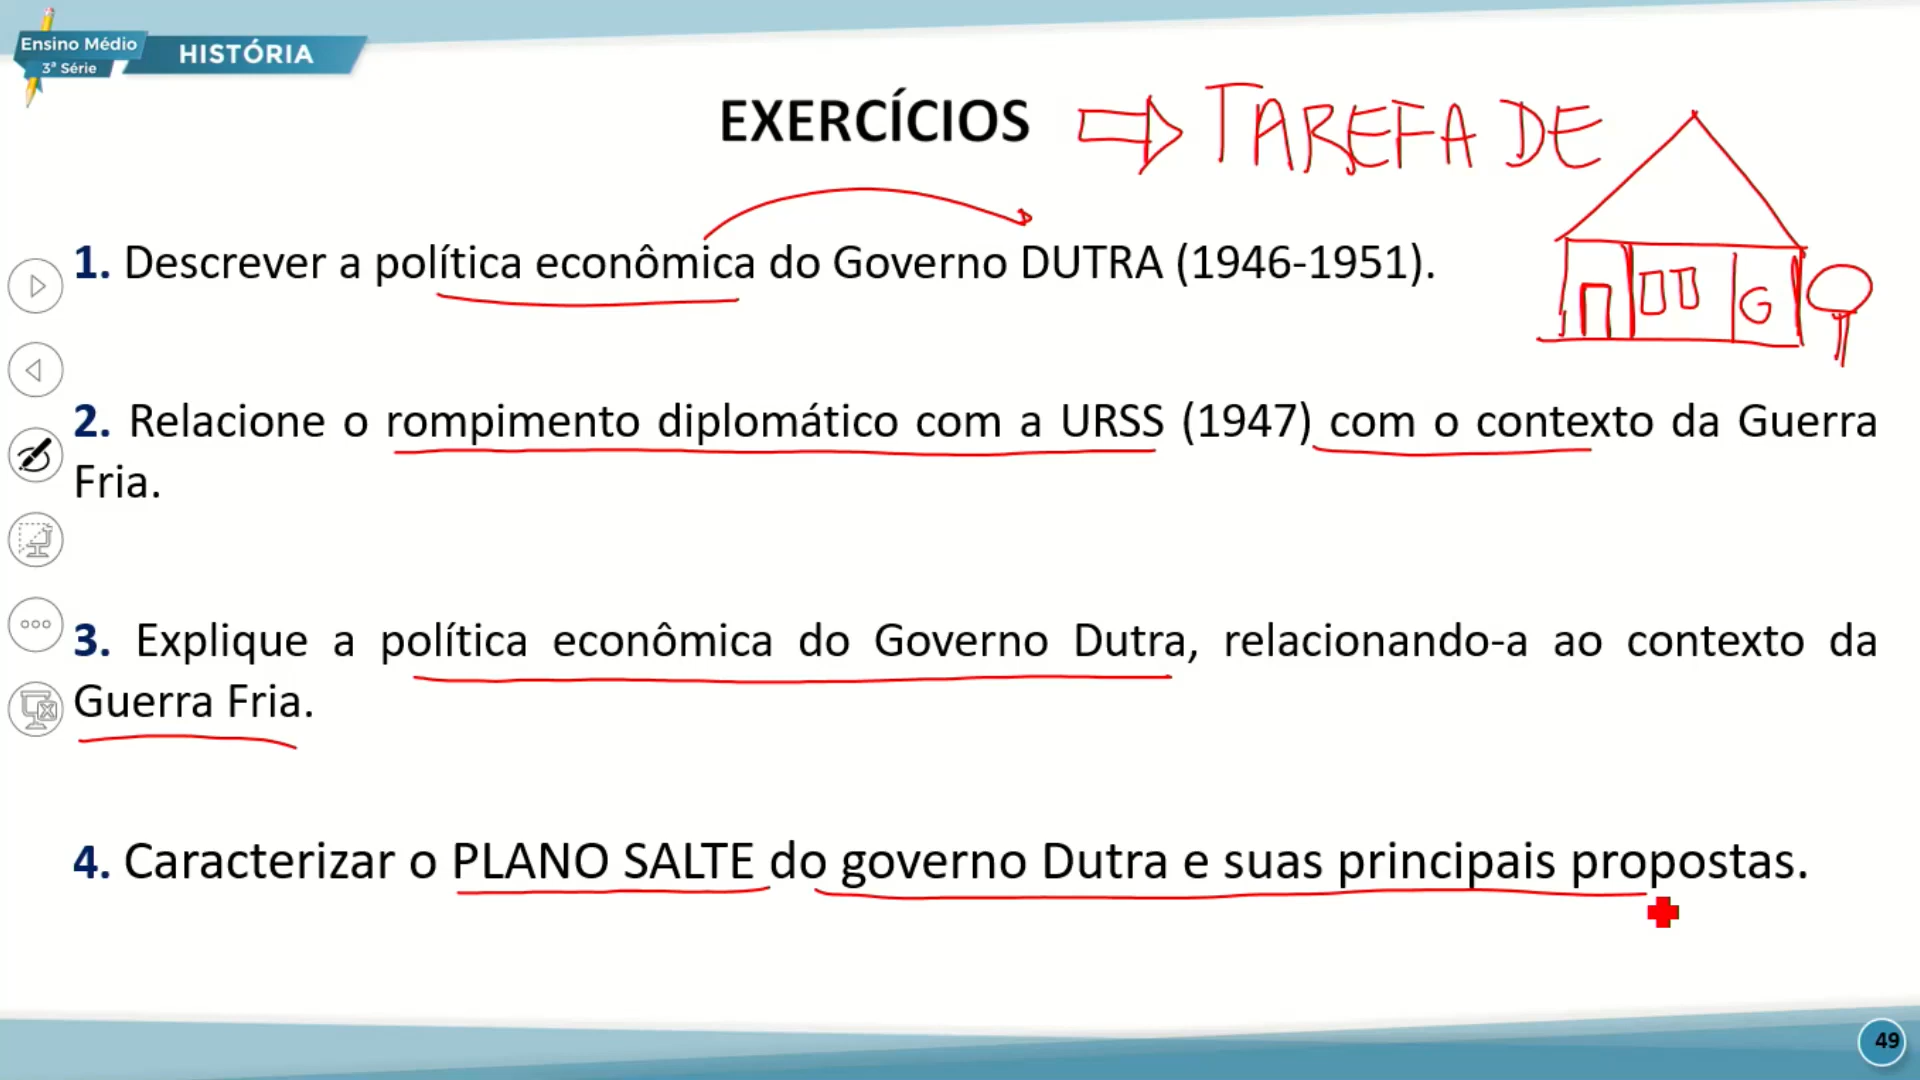 Ensino Médio
3ª Série
HISTÓRIA
EXERCÍCIOS TAREFA DE
1. Descrever a política econômica do Governo DUTRA (1946-1951).
G
2. Relacione o rompimento diplomático com a URSS (1947) com o contexto da Guerra
Fria.
3. Explique a política econômica do Governo Dutra, relacionando-a ao contexto da
Guerra Fria.
4. Caracterizar o PLANO SALTE do governo Dutra e suas principais propostas.
49